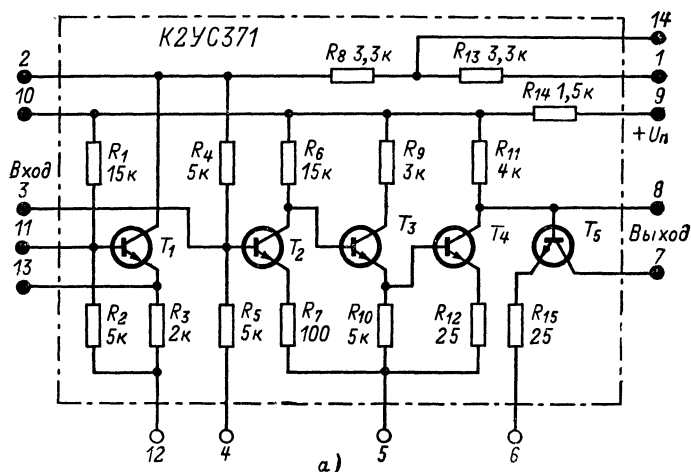 К2УС371
14
2
R8 3,3к
R13 3,3к
1
10
R14 1,5к
9
+Uп
R1
15к
R4
5к
R6
15к
R9
3к
R11
4к
Вход
3
8
11
T1
T2
T3
T4
T5
Выход
13
7
R2
5к
R3
2к
R5
5к
R7
100
R10
5к
R12
25
R15
25
12
4
5
6
а)